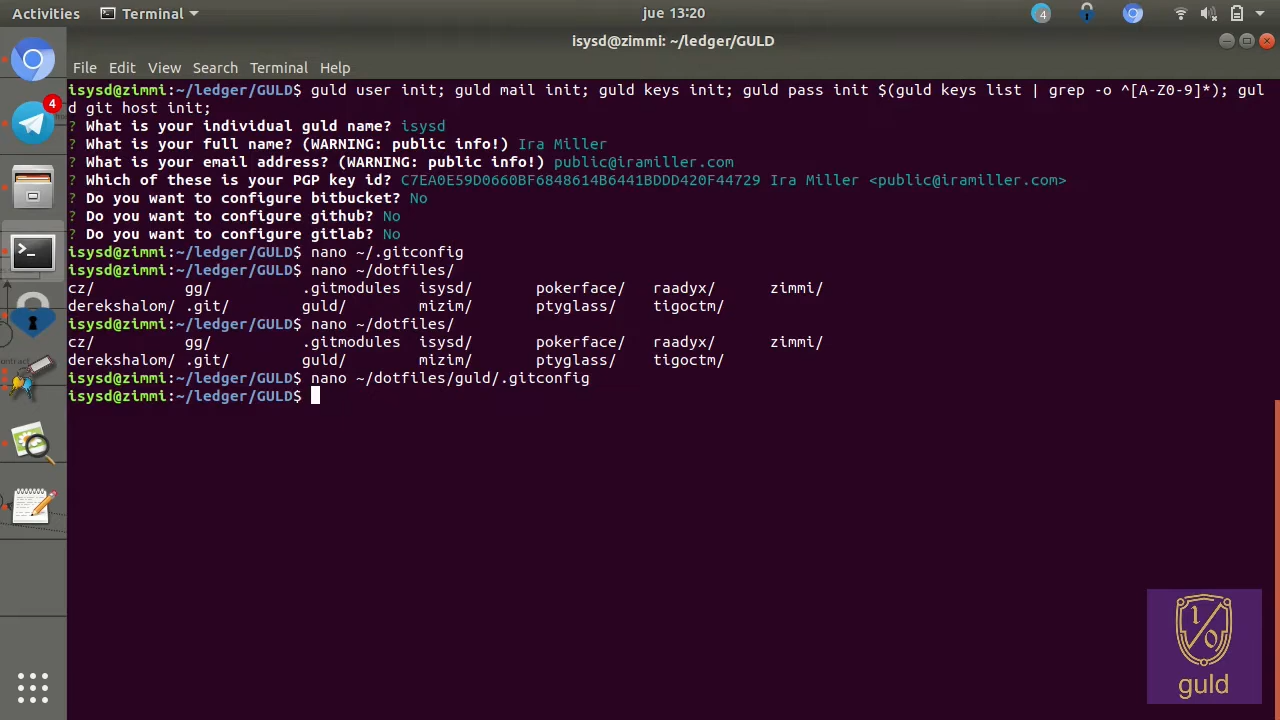 Activities Terminal jue 13:20 4
isysd@zimmi: ~/ledger/GULD
File Edit View Search Terminal Help
isysd@zimmi:~/ledger/GULD$ guld user init; guld mail init; guld keys init; guld pass init $(guld keys list | grep -o ^[A-Z0-9]*); gul
d git host init;
? What is your individual guld name? isysd
? What is your full name? (WARNING: public info!) Ira Miller
? What is your email address? (WARNING: public info!) public@iramiller.com
? Which of these is your PGP key id? C7EA0E59D0660BF6848614B6441BDDD420F44729 Ira Miller <public@iramiller.com>
? Do you want to configure bitbucket? No
? Do you want to configure github? No
? Do you want to configure gitlab? No
isysd@zimmi:~/ledger/GULD$ nano ~/.gitconfig
isysd@zimmi:~/ledger/GULD$ nano ~/dotfiles/
cz/ gg/ .gitmodules isysd/ pokerface/ raadyx/ zimmi/
derekshalom/ .git/ guld/ mizim/ ptyglass/ tigoctm/
isysd@zimmi:~/ledger/GULD$ nano ~/dotfiles/
cz/ gg/ .gitmodules isysd/ pokerface/ raadyx/ zimmi/
derekshalom/ .git/ guld/ mizim/ ptyglass/ tigoctm/
isysd@zimmi:~/ledger/GULD$ nano ~/dotfiles/guld/.gitconfig
isysd@zimmi:~/ledger/GULD$
4
1/0
guld